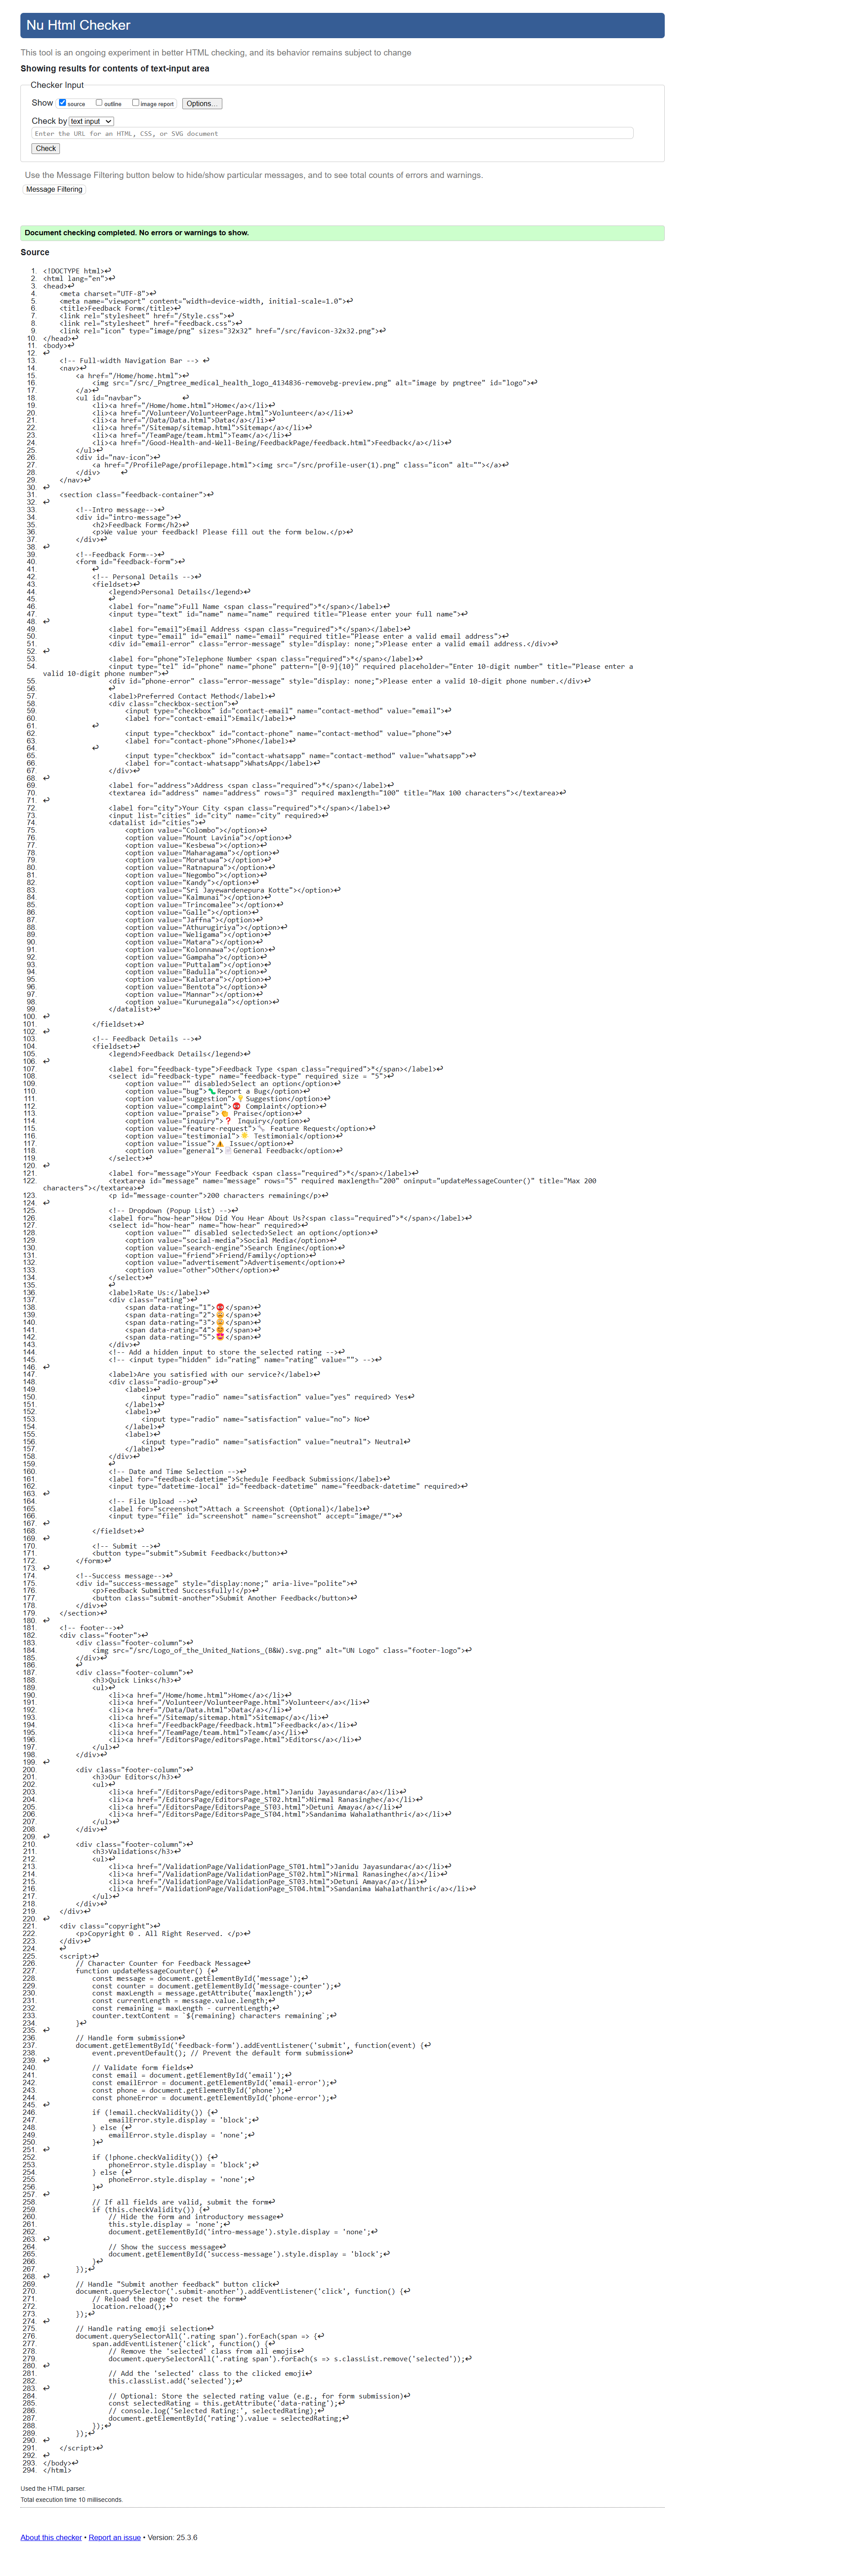 Nu Html Checker
This tool is an ongoing experiment in better HTML checking, and its behavior remains subject to change
Showing results for contents of text-input area
Checker Input
Show source outline image report Options...
Check by text input
Enter the URL for an HTML, CSS, or SVG document
Check
Use the Message Filtering button below to hide/show particular messages, and to see total counts of errors and warnings.
Message Filtering
Document checking completed. No errors or warnings to show.
Source
1. <!DOCTYPE html>↩
2. <html lang="en">↩
3. <head>↩
4. <meta charset="UTF-8">↩
5. <meta name="viewport" content="width=device-width, initial-scale=1.0">↩
6. <title>Feedback Form</title>↩
7. <link rel="stylesheet" href="/Style.css">↩
8. <link rel="stylesheet" href="feedback.css">↩
9. <link rel="icon" type="image/png" sizes="32x32" href="/src/favicon-32x32.png">↩
10. </head>↩
11. <body>↩
12. ↩
13. <!-- Full-width Navigation Bar --> ↩
14. <nav>↩
15. <a href="/Home/home.html">↩
16. <img src="/src/_Pngtree_medical_health_logo_4134836-removebg-preview.png" alt="image by pngtree" id="logo">↩
17. </a>↩
18. <ul id="navbar"> ↩
19. <li><a href="/Home/home.html">Home</a></li>↩
20. <li><a href="/Volunteer/VolunteerPage.html">Volunteer</a></li>↩
21. <li><a href="/Data/Data.html">Data</a></li>↩
22. <li><a href="/Sitemap/sitemap.html">Sitemap</a></li>↩
23. <li><a href="/TeamPage/team.html">Team</a></li>↩
24. <li><a href="/Good-Health-and-Well-Being/FeedbackPage/feedback.html">Feedback</a></li>↩
25. </ul>↩
26. <div id="nav-icon">↩
27. <a href="/ProfilePage/profilepage.html"><img src="/src/profile-user(1).png" class="icon" alt=""></a>↩
28. </div> ↩
29. </nav>↩
30. ↩
31. <section class="feedback-container">↩
32. ↩
33. <!--Intro message-->↩
34. <div id="intro-message">↩
35. <h2>Feedback Form</h2>↩
36. <p>We value your feedback! Please fill out the form below.</p>↩
37. </div>↩
38. ↩
39. <!--Feedback Form-->↩
40. <form id="feedback-form">↩
41. ↩
42. <!-- Personal Details -->↩
43. <fieldset>↩
44. <legend>Personal Details</legend>↩
45. ↩
46. <label for="name">Full Name <span class="required">*</span></label>↩
47. <input type="text" id="name" name="name" required title="Please enter your full name">↩
48. ↩
49. <label for="email">Email Address <span class="required">*</span></label>↩
50. <input type="email" id="email" name="email" required title="Please enter a valid email address">↩
51. <div id="email-error" class="error-message" style="display: none;">Please enter a valid email address.</div>↩
52. ↩
53. <label for="phone">Telephone Number <span class="required">*</span></label>↩
54. <input type="tel" id="phone" name="phone" pattern="[0-9]{10}" required placeholder="Enter 10-digit number" title="Please enter a
valid 10-digit phone number">↩
55. <div id="phone-error" class="error-message" style="display: none;">Please enter a valid 10-digit phone number.</div>↩
56. ↩
57. <label>Preferred Contact Method</label>↩
58. <div class="checkbox-section">↩
59. <input type="checkbox" id="contact-email" name="contact-method" value="email">↩
60. <label for="contact-email">Email</label>↩
61. ↩
62. <input type="checkbox" id="contact-phone" name="contact-method" value="phone">↩
63. <label for="contact-phone">Phone</label>↩
64. ↩
65. <input type="checkbox" id="contact-whatsapp" name="contact-method" value="whatsapp">↩
66. <label for="contact-whatsapp">WhatsApp</label>↩
67. </div>↩
68. ↩
69. <label for="address">Address <span class="required">*</span></label>↩
70. <textarea id="address" name="address" rows="3" required maxlength="100" title="Max 100 characters"></textarea>↩
71. ↩
72. <label for="city">Your City <span class="required">*</span></label>↩
73. <input list="cities" id="city" name="city" required>↩
74. <datalist id="cities">↩
75. <option value="Colombo"></option>↩
76. <option value="Mount Lavinia"></option>↩
77. <option value="Kesbewa"></option>↩
78. <option value="Maharagama"></option>↩
79. <option value="Moratuwa"></option>↩
80. <option value="Ratnapura"></option>↩
81. <option value="Negombo"></option>↩
82. <option value="Kandy"></option>↩
83. <option value="Sri Jayewardenepura Kotte"></option>↩
84. <option value="Kalmunai"></option>↩
85. <option value="Trincomalee"></option>↩
86. <option value="Galle"></option>↩
87. <option value="Jaffna"></option>↩
88. <option value="Athurugiriya"></option>↩
89. <option value="Weligama"></option>↩
90. <option value="Matara"></option>↩
91. <option value="Kolonnawa"></option>↩
92. <option value="Gampaha"></option>↩
93. <option value="Puttalam"></option>↩
94. <option value="Badulla"></option>↩
95. <option value="Kalutara"></option>↩
96. <option value="Bentota"></option>↩
97. <option value="Mannar"></option>↩
98. <option value="Kurunegala"></option>↩
99. </datalist>↩
100. ↩
101. </fieldset>↩
102. ↩
103. <!-- Feedback Details -->↩
104. <fieldset>↩
105. <legend>Feedback Details</legend>↩
106. ↩
107. <label for="feedback-type">Feedback Type <span class="required">*</span></label>↩
108. <select id="feedback-type" name="feedback-type" required size = "5">↩
109. <option value="" disabled>Select an option</option>↩
110. <option value="bug">🐛Report a Bug</option>↩
111. <option value="suggestion">💡Suggestion</option>↩
112. <option value="complaint">😡 Complaint</option>↩
113. <option value="praise">👏 Praise</option>↩
114. <option value="inquiry">❓ Inquiry</option>↩
115. <option value="feature-request">🔧 Feature Request</option>↩
116. <option value="testimonial">🌟 Testimonial</option>↩
117. <option value="issue">⚠️ Issue</option>↩
118. <option value="general">📝General Feedback</option>↩
119. </select>↩
120. ↩
121. <label for="message">Your Feedback <span class="required">*</span></label>↩
122. <textarea id="message" name="message" rows="5" required maxlength="200" oninput="updateMessageCounter()" title="Max 200
characters"></textarea>↩
123. <p id="message-counter">200 characters remaining</p>↩
124. ↩
125. <!-- Dropdown (Popup List) -->↩
126. <label for="how-hear">How Did You Hear About Us?<span class="required">*</span></label>↩
127. <select id="how-hear" name="how-hear" required>↩
128. <option value="" disabled selected>Select an option</option>↩
129. <option value="social-media">Social Media</option>↩
130. <option value="search-engine">Search Engine</option>↩
131. <option value="friend">Friend/Family</option>↩
132. <option value="advertisement">Advertisement</option>↩
133. <option value="other">Other</option>↩
134. </select>↩
135. ↩
136. <label>Rate Us:</label>↩
137. <div class="rating">↩
138. <span data-rating="1">😡</span>↩
139. <span data-rating="2">😞</span>↩
140. <span data-rating="3">😐</span>↩
141. <span data-rating="4">😊</span>↩
142. <span data-rating="5">😍</span>↩
143. </div>↩
144. <!-- Add a hidden input to store the selected rating -->↩
145. <!-- <input type="hidden" id="rating" name="rating" value=""> -->↩
146. ↩
147. <label>Are you satisfied with our service?</label>↩
148. <div class="radio-group">↩
149. <label>↩
150. <input type="radio" name="satisfaction" value="yes" required> Yes↩
151. </label>↩
152. <label>↩
153. <input type="radio" name="satisfaction" value="no"> No↩
154. </label>↩
155. <label>↩
156. <input type="radio" name="satisfaction" value="neutral"> Neutral↩
157. </label>↩
158. </div>↩
159. ↩
160. <!-- Date and Time Selection -->↩
161. <label for="feedback-datetime">Schedule Feedback Submission</label>↩
162. <input type="datetime-local" id="feedback-datetime" name="feedback-datetime" required>↩
163. ↩
164. <!-- File Upload -->↩
165. <label for="screenshot">Attach a Screenshot (Optional)</label>↩
166. <input type="file" id="screenshot" name="screenshot" accept="image/*">↩
167. ↩
168. </fieldset>↩
169. ↩
170. <!-- Submit -->↩
171. <button type="submit">Submit Feedback</button>↩
172. </form>↩
173. ↩
174. <!--Success message-->↩
175. <div id="success-message" style="display:none;" aria-live="polite">↩
176. <p>Feedback Submitted Successfully!</p>↩
177. <button class="submit-another">Submit Another Feedback</button>↩
178. </div>↩
179. </section>↩
180. ↩
181. <!-- footer-->↩
182. <div class="footer">↩
183. <div class="footer-column">↩
184. <img src="/src/Logo_of_the_United_Nations_(B&W).svg.png" alt="UN Logo" class="footer-logo">↩
185. </div>↩
186. ↩
187. <div class="footer-column">↩
188. <h3>Quick Links</h3>↩
189. <ul>↩
190. <li><a href="/Home/home.html">Home</a></li>↩
191. <li><a href="/Volunteer/VolunteerPage.html">Volunteer</a></li>↩
192. <li><a href="/Data/Data.html">Data</a></li>↩
193. <li><a href="/Sitemap/sitemap.html">Sitemap</a></li>↩
194. <li><a href="/FeedbackPage/feedback.html">Feedback</a></li>↩
195. <li><a href="/TeamPage/team.html">Team</a></li>↩
196. <li><a href="/EditorsPage/editorsPage.html">Editors</a></li>↩
197. </ul>↩
198. </div>↩
199. ↩
200. <div class="footer-column">↩
201. <h3>Our Editors</h3>↩
202. <ul>↩
203. <li><a href="/EditorsPage/editorsPage.html">Janidu Jayasundara</a></li>↩
204. <li><a href="/EditorsPage/EditorsPage_ST02.html">Nirmal Ranasinghe</a></li>↩
205. <li><a href="/EditorsPage/EditorsPage_ST03.html">Detuni Amaya</a></li>↩
206. <li><a href="/EditorsPage/EditorsPage_ST04.html">Sandanima Wahalathanthri</a></li>↩
207. </ul>↩
208. </div>↩
209. ↩
210. <div class="footer-column">↩
211. <h3>Validations</h3>↩
212. <ul>↩
213. <li><a href="/ValidationPage/ValidationPage_ST01.html">Janidu Jayasundara</a></li>↩
214. <li><a href="/ValidationPage/ValidationPage_ST02.html">Nirmal Ranasinghe</a></li>↩
215. <li><a href="/ValidationPage/ValidationPage_ST03.html">Detuni Amaya</a></li>↩
216. <li><a href="/ValidationPage/ValidationPage_ST04.html">Sandanima Wahalathanthri</a></li>↩
217. </ul>↩
218. </div>↩
219. </div>↩
220. ↩
221. <div class="copyright">↩
222. <p>Copyright © . All Right Reserved. </p>↩
223. </div>↩
224. ↩
225. <script>↩
226. // Character Counter for Feedback Message↩
227. function updateMessageCounter() {↩
228. const message = document.getElementById('message');↩
229. const counter = document.getElementById('message-counter');↩
230. const maxLength = message.getAttribute('maxlength');↩
231. const currentLength = message.value.length;↩
232. const remaining = maxLength - currentLength;↩
233. counter.textContent = `${remaining} characters remaining`;↩
234. }↩
235. ↩
236. // Handle form submission↩
237. document.getElementById('feedback-form').addEventListener('submit', function(event) {↩
238. event.preventDefault(); // Prevent the default form submission↩
239. ↩
240. // Validate form fields↩
241. const email = document.getElementById('email');↩
242. const emailError = document.getElementById('email-error');↩
243. const phone = document.getElementById('phone');↩
244. const phoneError = document.getElementById('phone-error');↩
245. ↩
246. if (!email.checkValidity()) {↩
247. emailError.style.display = 'block';↩
248. } else {↩
249. emailError.style.display = 'none';↩
250. }↩
251. ↩
252. if (!phone.checkValidity()) {↩
253. phoneError.style.display = 'block';↩
254. } else {↩
255. phoneError.style.display = 'none';↩
256. }↩
257. ↩
258. // If all fields are valid, submit the form↩
259. if (this.checkValidity()) {↩
260. // Hide the form and introductory message↩
261. this.style.display = 'none';↩
262. document.getElementById('intro-message').style.display = 'none';↩
263. ↩
264. // Show the success message↩
265. document.getElementById('success-message').style.display = 'block';↩
266. }↩
267. });↩
268. ↩
269. // Handle "Submit another feedback" button click↩
270. document.querySelector('.submit-another').addEventListener('click', function() {↩
271. // Reload the page to reset the form↩
272. location.reload();↩
273. });↩
274. ↩
275. // Handle rating emoji selection↩
276. document.querySelectorAll('.rating span').forEach(span => {↩
277. span.addEventListener('click', function() {↩
278. // Remove the 'selected' class from all emojis↩
279. document.querySelectorAll('.rating span').forEach(s => s.classList.remove('selected'));↩
280. ↩
281. // Add the 'selected' class to the clicked emoji↩
282. this.classList.add('selected');↩
283. ↩
284. // Optional: Store the selected rating value (e.g., for form submission)↩
285. const selectedRating = this.getAttribute('data-rating');↩
286. // console.log('Selected Rating:', selectedRating);↩
287. document.getElementById('rating').value = selectedRating;↩
288. });↩
289. });↩
290. ↩
291. </script>↩
292. ↩
293. </body>↩
294. </html>
Used the HTML parser.
Total execution time 10 milliseconds.
About this checker • Report an issue • Version: 25.3.6